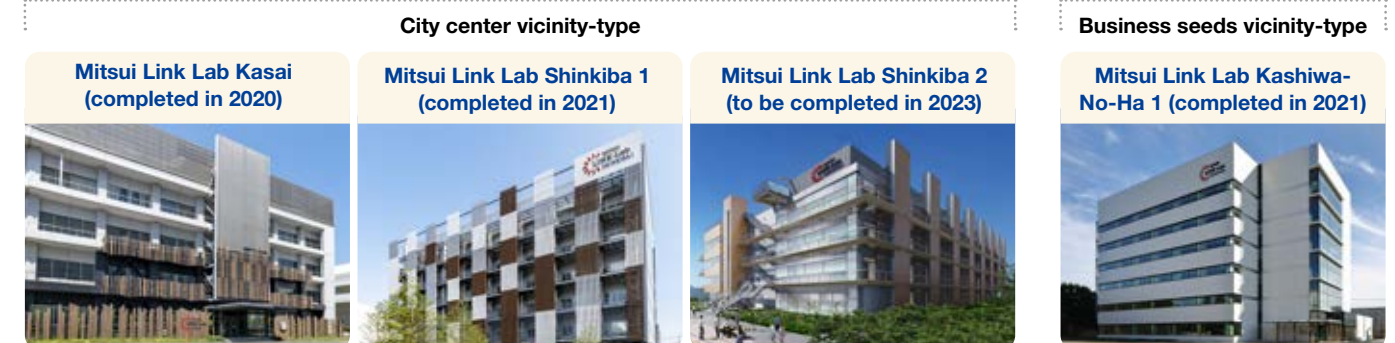 City center vicinity-type
Business seeds vicinity-type
Mitsui Link Lab Kasai
(completed in 2020)
Mitsui Link Lab Shinkiba 1
(completed in 2021)
Mitsui Link Lab Shinkiba 2
(to be completed in 2023)
Mitsui Link Lab Kashiwa-
No-Ha 1 (completed in 2021)